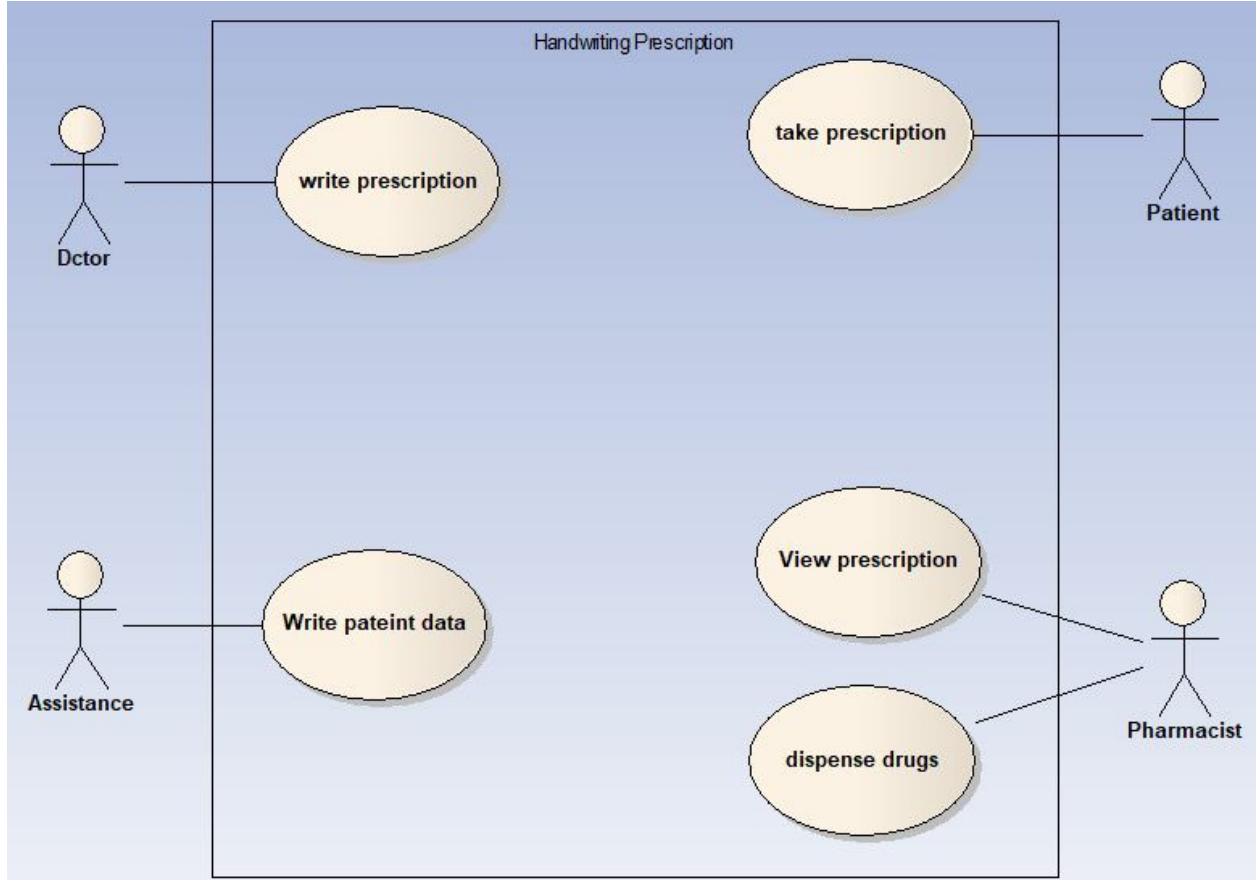 Handwriting Prescription
take prescription
write prescription
Patient
Dctor
View prescription
Write pateint data
Assistance
Pharmacist
dispense drugs